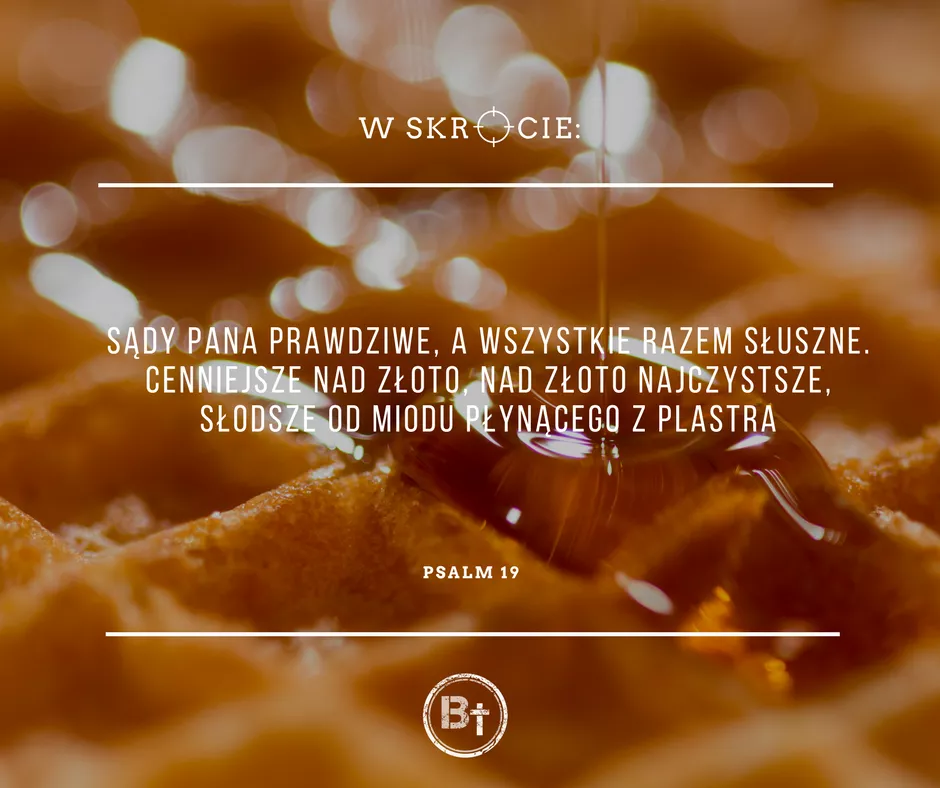 W SKRÓCIE:
SĄDY PANA PRAWDZIWE, A WSZYSTKIE RAZEM SŁUSZNE.
CENNIEJSZE NAD ZŁOTO, NAD ZŁOTO NAJCZYSTSZE,
SŁODSZE OD MIODU PŁYNĄCEGO Z PLASTRA
PSALM 19
Bt